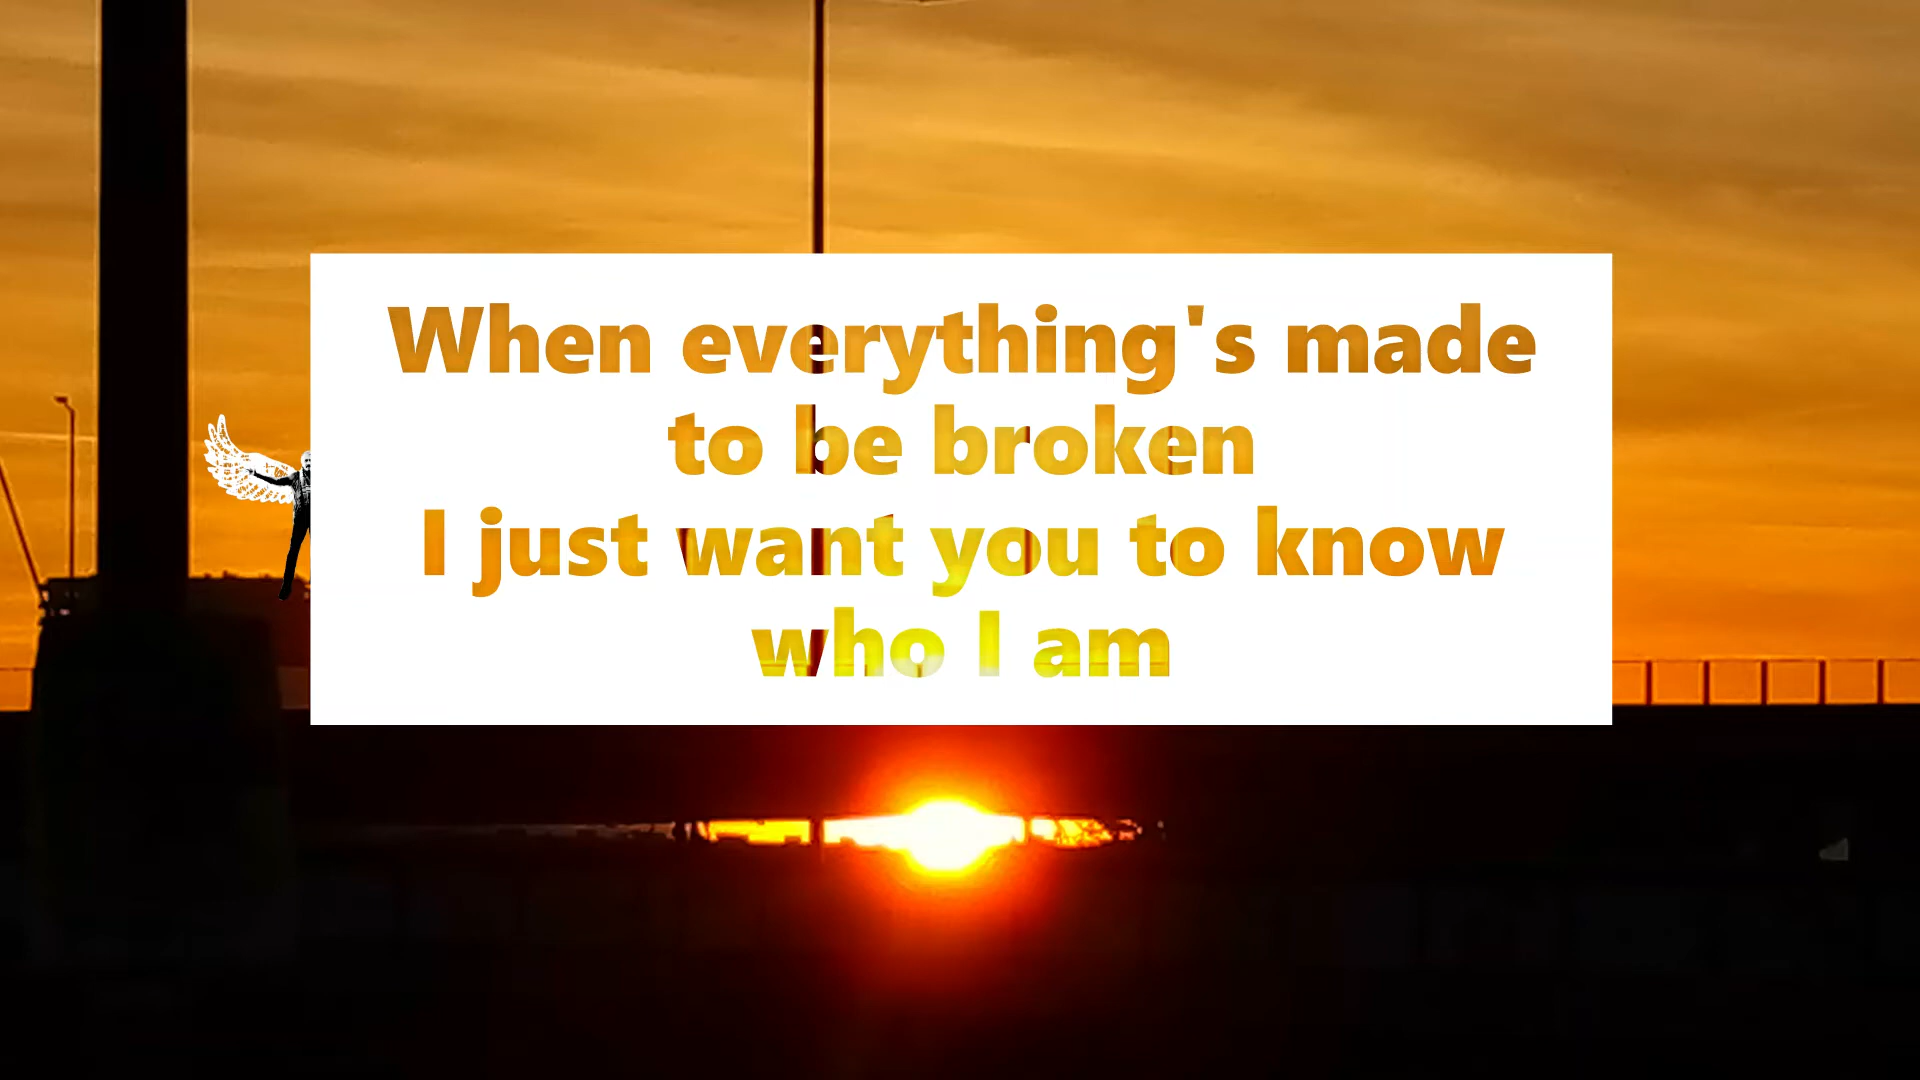 When everything's made
to be broken
I just want you to know
who I am